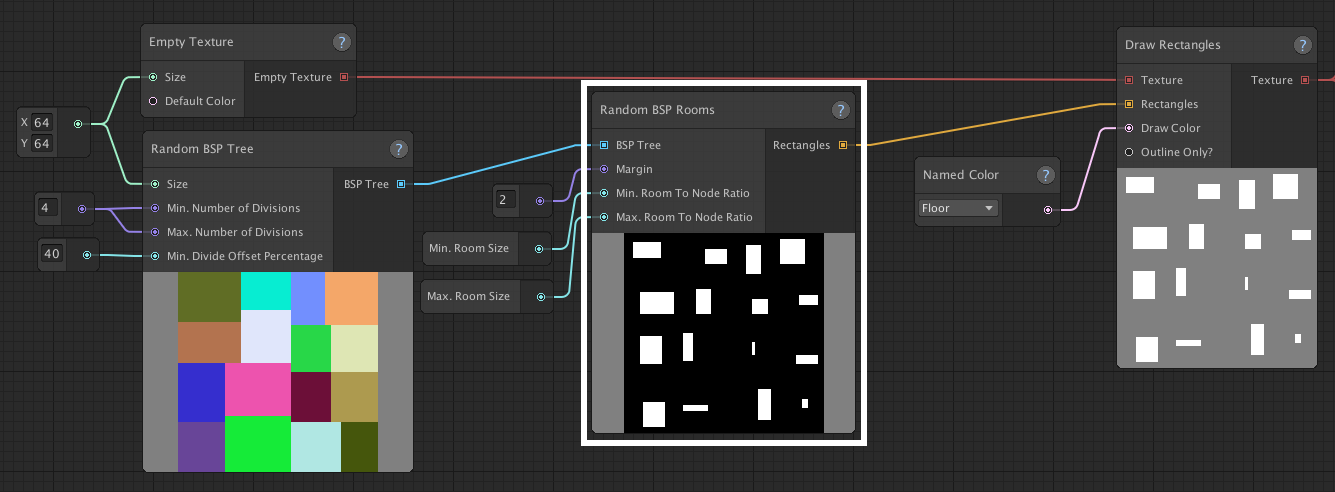 Empty Texture ?
Size
Empty Texture
Default Color
X 64
Y 64
Random BSP Tree ?
Size
BSP Tree
Min. Number of Divisions
Max. Number of Divisions
Min. Divide Offset Percentage
4
40
Random BSP Rooms ?
BSP Tree
Rectangles
Margin
Min. Room To Node Ratio
Max. Room To Node Ratio
2
Min. Room Size
Max. Room Size
Named Color ?
Floor
Draw Rectangles ?
Texture
Texture
Rectangles
Draw Color
Outline Only?